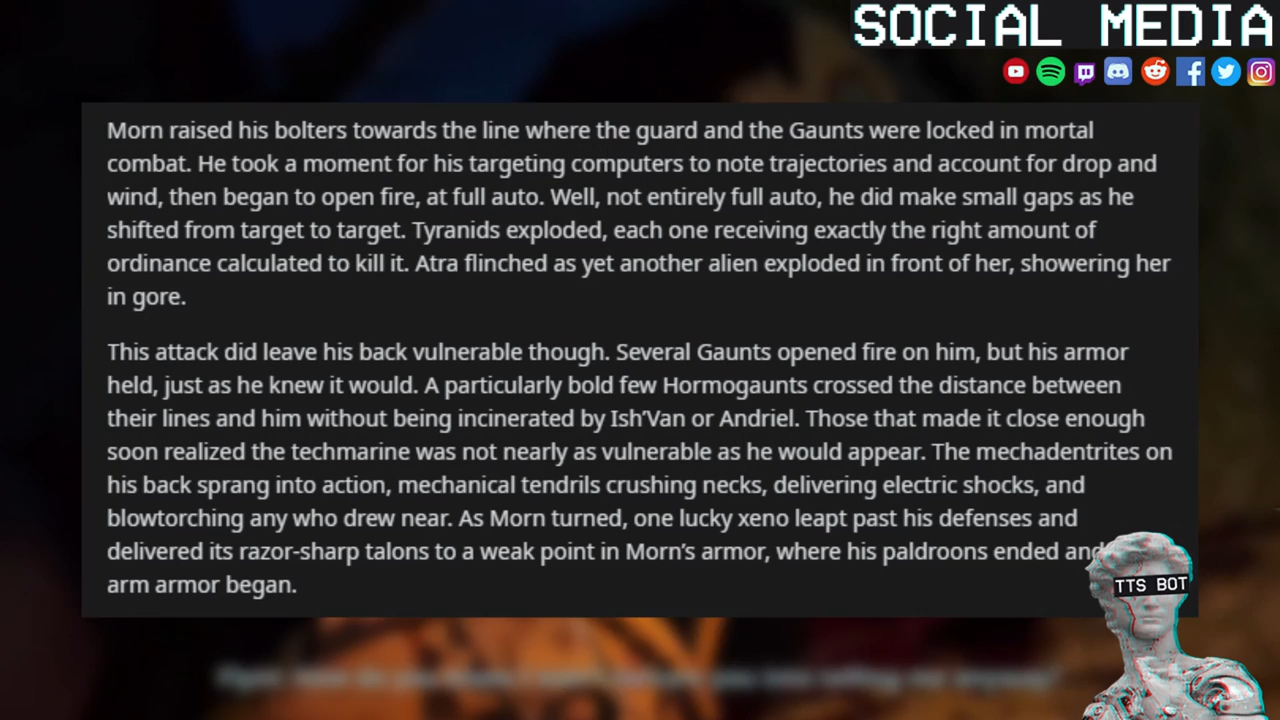 SOCIAL MEDIA
Morn raised his bolters towards the line where the guard and the Gaunts were locked in mortal
combat. He took a moment for his targeting computers to note trajectories and account for drop and
wind, then began to open fire, at full auto. Well, not entirely full auto, he did make small gaps as he
shifted from target to target. Tyranids exploded, each one receiving exactly the right amount of
ordinance calculated to kill it. Atra flinched as yet another alien exploded in front of her, showering her
in gore.
This attack did leave his back vulnerable though. Several Gaunts opened fire on him, but his armor
held, just as he knew it would. A particularly bold few Hormogaunts crossed the distance between
their lines and him without being incinerated by Ish’Van or Andriel. Those that made it close enough
soon realized the techmarine was not nearly as vulnerable as he would appear. The mechadentrites on
his back sprang into action, mechanical tendrils crushing necks, delivering electric shocks, and
blowtorching any who drew near. As Morn turned, one lucky xeno leapt past his defenses and
delivered its razor-sharp talons to a weak point in Morn’s armor, where his paldroons ended and
arm armor began.
TTS BOT